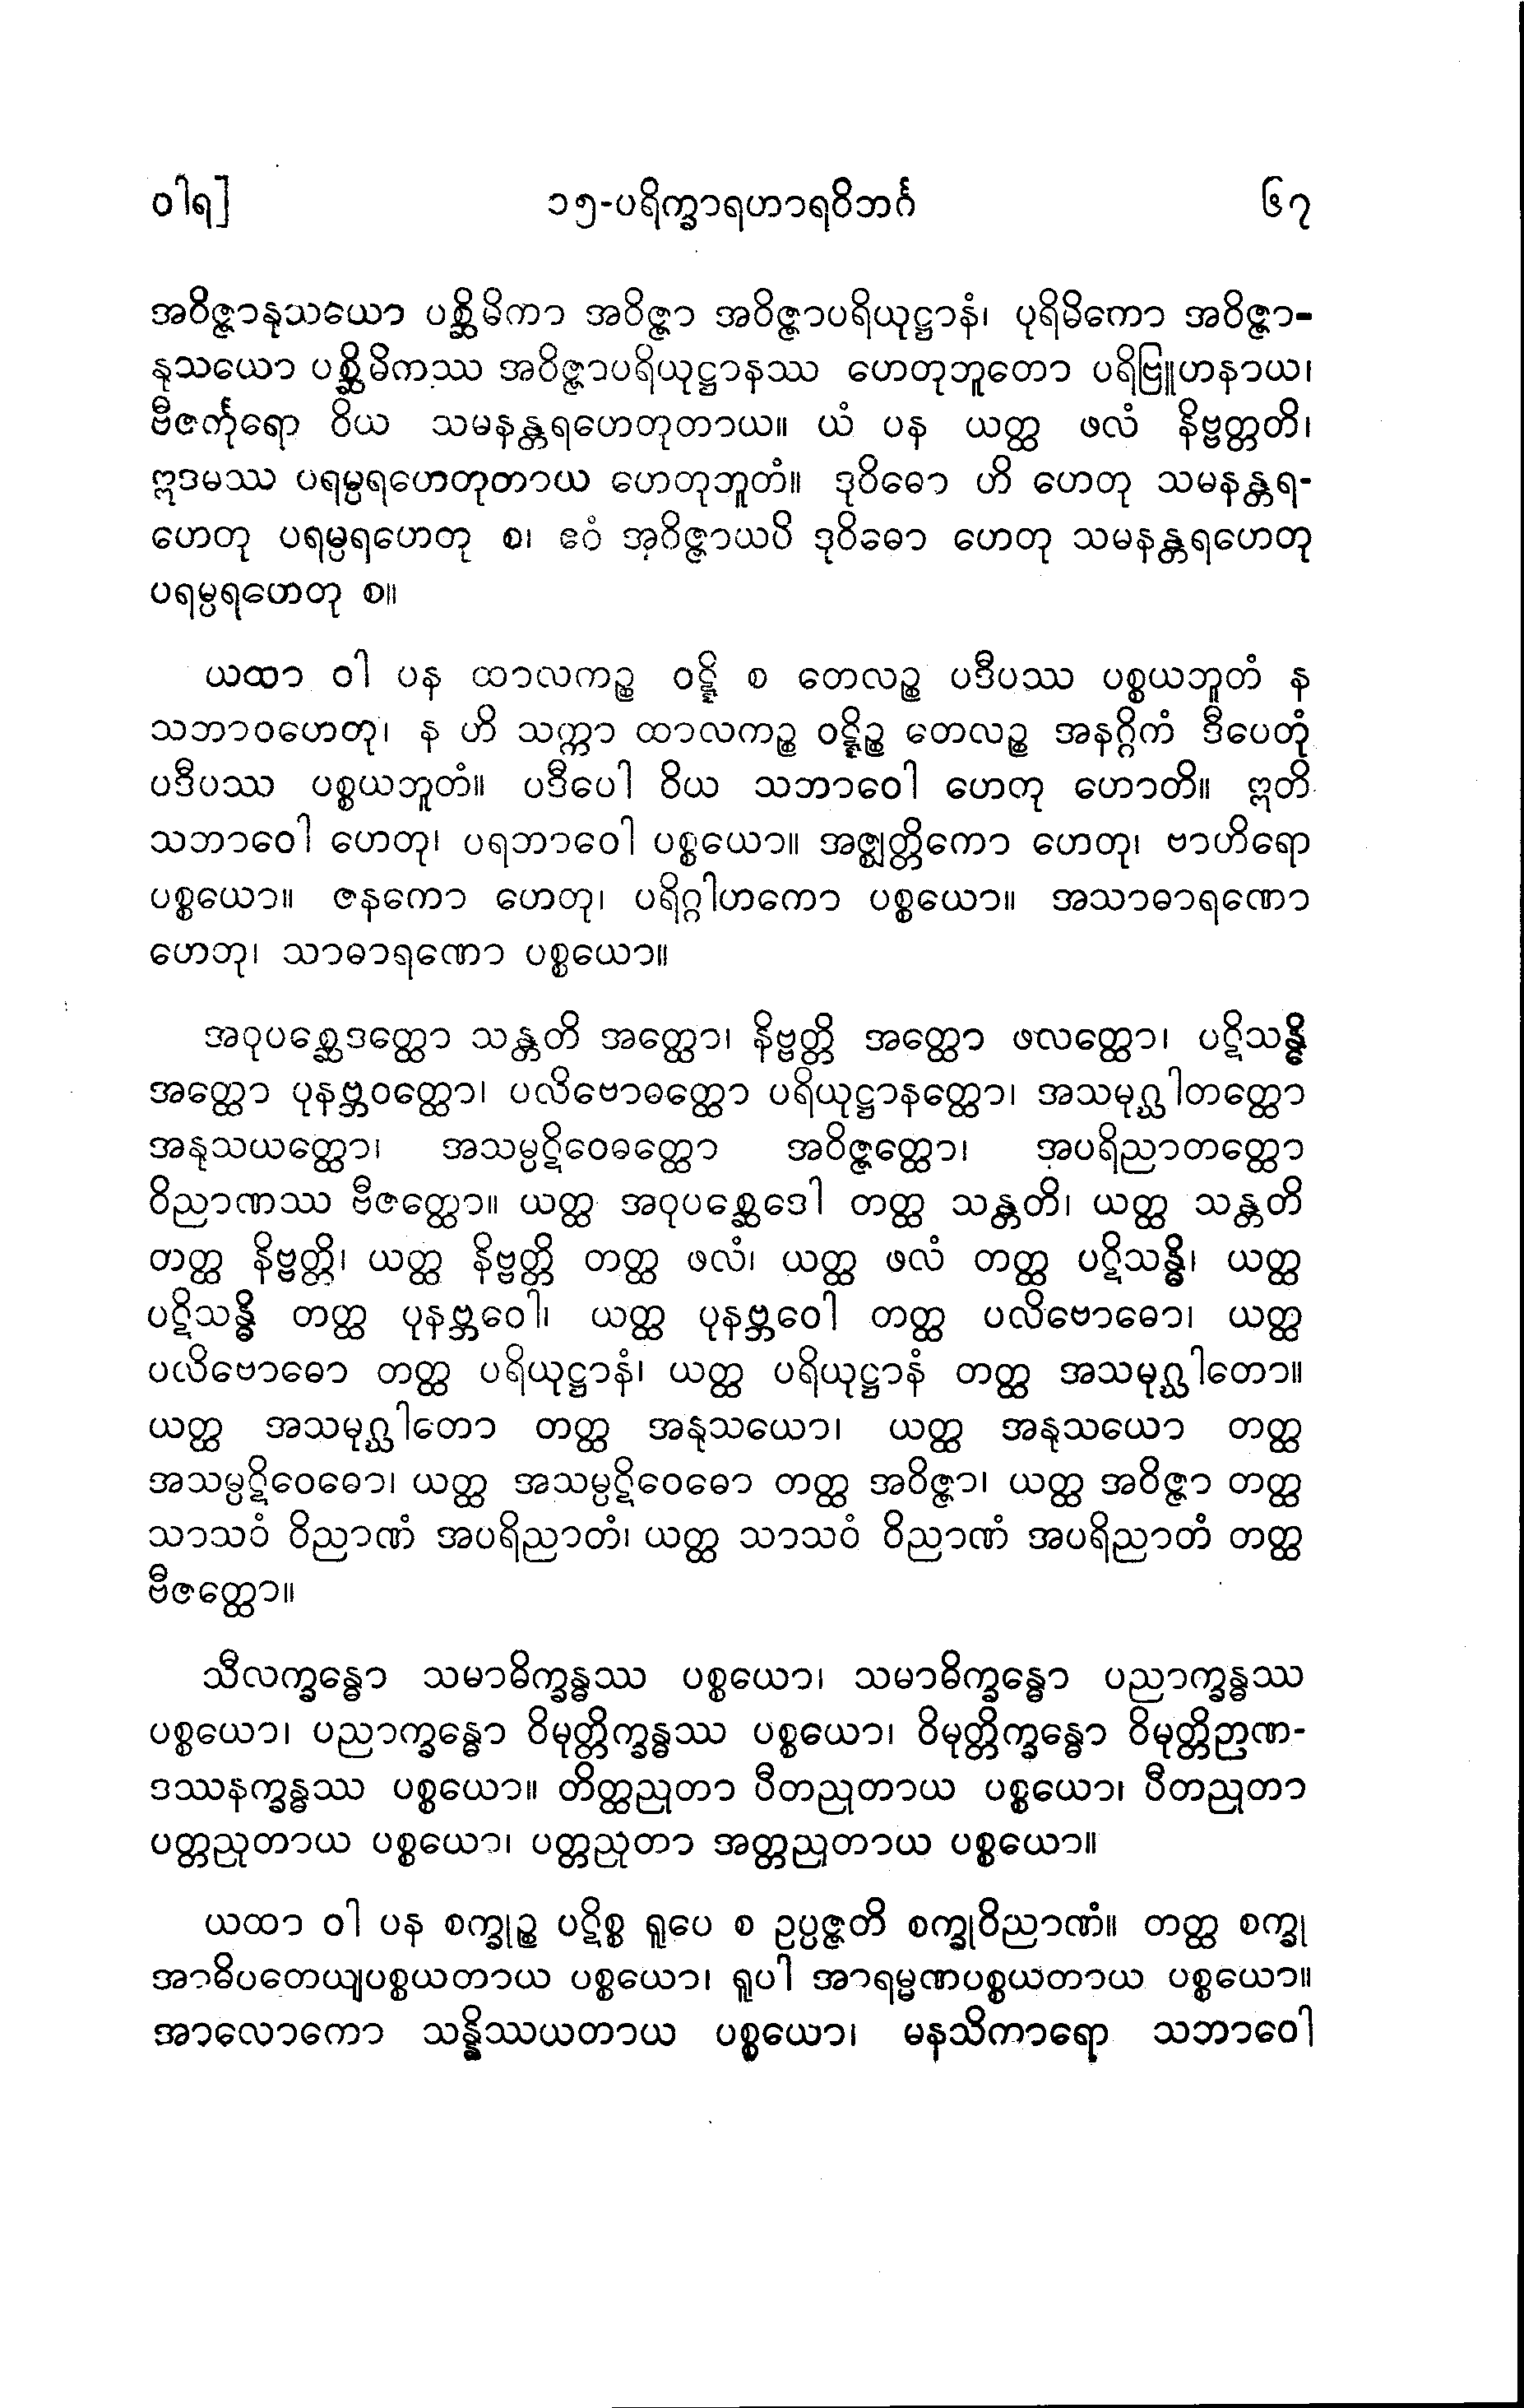 ဝါရ] ၁၅-ပရိက္ခာရဟာရဝိဘင်္ဂ ၆၇
အဝိဇ္ဇာနုသယော ပစ္ဆိမိကာ အဝိဇ္ဇာ အဝိဇ္ဇာပရိယုဋ္ဌာနံ၊ ပုရိမိကော အဝိဇ္ဇာ-
နုသယော ပစ္ဆိမိကဿ အဝိဇ္ဇာပရိယုဋ္ဌာနဿ ဟေတုဘူတော ပရိဗြူဟနာယ၊
ဗီဇင်္ကုရော ဝိယ သမနန္တရဟေတုတာယ။ ယံ ပန ယတ္ထ ဖလံ နိဗ္ဗတ္တတိ၊
ဣဒမဿ ပရမ္ပရဟေတုတာယ ဟေတုဘူတံ။ ဒုဝိဓော ဟိ ဟေတု သမနန္တရ-
ဟေတု ပရမ္ပရဟေတု စ၊ ဧဝံ အဝိဇ္ဇာယပိ ဒုဝိဓော ဟေတု သမနန္တရဟေတု
ပရမ္ပရဟေတု စ။
ယထာ ဝါ ပန ထာလကဉ္စ ဝဋ္ဋိ စ တေလဉ္စ ပဒီပဿ ပစ္စယဘူတံ န
သဘာဝဟေတု၊ န ဟိ သက္ကာ ထာလကဉ္စ ဝဋ္ဋိဉ္စ တေလဉ္စ အနဂ္ဂိကံ ဒီပေတုံ
ပဒီပဿ ပစ္စယဘူတံ။ ပဒီပေါ ဝိယ သဘာဝေါ ဟေတု ဟောတိ။ ဣတိ
သဘာဝေါ ဟေတု၊ ပရဘာဝေါ ပစ္စယော။ အဇ္ဈတ္တိကော ဟေတု၊ ဗာဟိရော
ပစ္စယော။ ဇနကော ဟေတု၊ ပရိဂ္ဂါဟကော ပစ္စယော။ အသာဓာရဏော
ဟေတု၊ သာဓာရဏော ပစ္စယော။
အဝုပစ္ဆေဒတ္ထော သန္တတိ အတ္ထော၊ နိဗ္ဗတ္တိ အတ္ထော ဖလတ္ထော၊ ပဋိသန္ဓိ
အတ္ထော ပုနဗ္ဘဝတ္ထော၊ ပလိဗောဓတ္ထော ပရိယုဋ္ဌာနတ္ထော၊ အသမုဂ္ဃါတတ္ထော
အနုသယတ္ထော၊ အသမ္ပဋိဝေဓတ္ထော အဝိဇ္ဇတ္ထော၊ အပရိညာတတ္ထော
ဝိညာဏဿ ဗီဇတ္ထော။ ယတ္ထ အဝုပစ္ဆေဒေါ တတ္ထ သန္တတိ၊ ယတ္ထ သန္တတိ
တတ္ထ နိဗ္ဗတ္တိ၊ ယတ္ထ နိဗ္ဗတ္တိ တတ္ထ ဖလံ၊ ယတ္ထ ဖလံ တတ္ထ ပဋိသန္ဓိ၊ ယတ္ထ
ပဋိသန္ဓိ တတ္ထ ပုနဗ္ဘဝေါ၊ ယတ္ထ ပုနဗ္ဘဝေါ တတ္ထ ပလိဗောဓော၊ ယတ္ထ
ပလိဗောဓော တတ္ထ ပရိယုဋ္ဌာနံ၊ ယတ္ထ ပရိယုဋ္ဌာနံ တတ္ထ အသမုဂ္ဃါတော။
ယတ္ထ အသမုဂ္ဃါတော တတ္ထ အနုသယော၊ ယတ္ထ အနုသယော တတ္ထ
အသမ္ပဋိဝေဓော၊ ယတ္ထ အသမ္ပဋိဝေဓော တတ္ထ အဝိဇ္ဇာ၊ ယတ္ထ အဝိဇ္ဇာ တတ္ထ
သာသဝံ ဝိညာဏံ အပရိညာတံ၊ ယတ္ထ သာသဝံ ဝိညာဏံ အပရိညာတံ တတ္ထ
ဗီဇတ္ထော။
သီလက္ခန္ဓော သမာဓိက္ခန္ဓဿ ပစ္စယော၊ သမာဓိက္ခန္ဓော ပညာက္ခန္ဓဿ
ပစ္စယော၊ ပညာက္ခန္ဓော ဝိမုတ္တိက္ခန္ဓဿ ပစ္စယော၊ ဝိမုတ္တိက္ခန္ဓော ဝိမုတ္တိဉာဏ-
ဒဿနက္ခန္ဓဿ ပစ္စယော။ တိတ္ထညုတာ ပီတညုတာယ ပစ္စယော၊ ပီတညုတာ
ပတ္တညုတာယ ပစ္စယော၊ ပတ္တညုတာ အတ္တညုတာယ ပစ္စယော။
ယထာ ဝါ ပန စက္ခုဉ္စ ပဋိစ္စ ရူပေ စ ဥပ္ပဇ္ဇတိ စက္ခုဝိညာဏံ။ တတ္ထ စက္ခု
အာဓိပတေယျပစ္စယတာယ ပစ္စယော၊ ရူပါ အာရမ္မဏပစ္စယတာယ ပစ္စယော။
အာလောကော သန္နိဿယတာယ ပစ္စယော၊ မနသိကာရော သဘာဝေါ